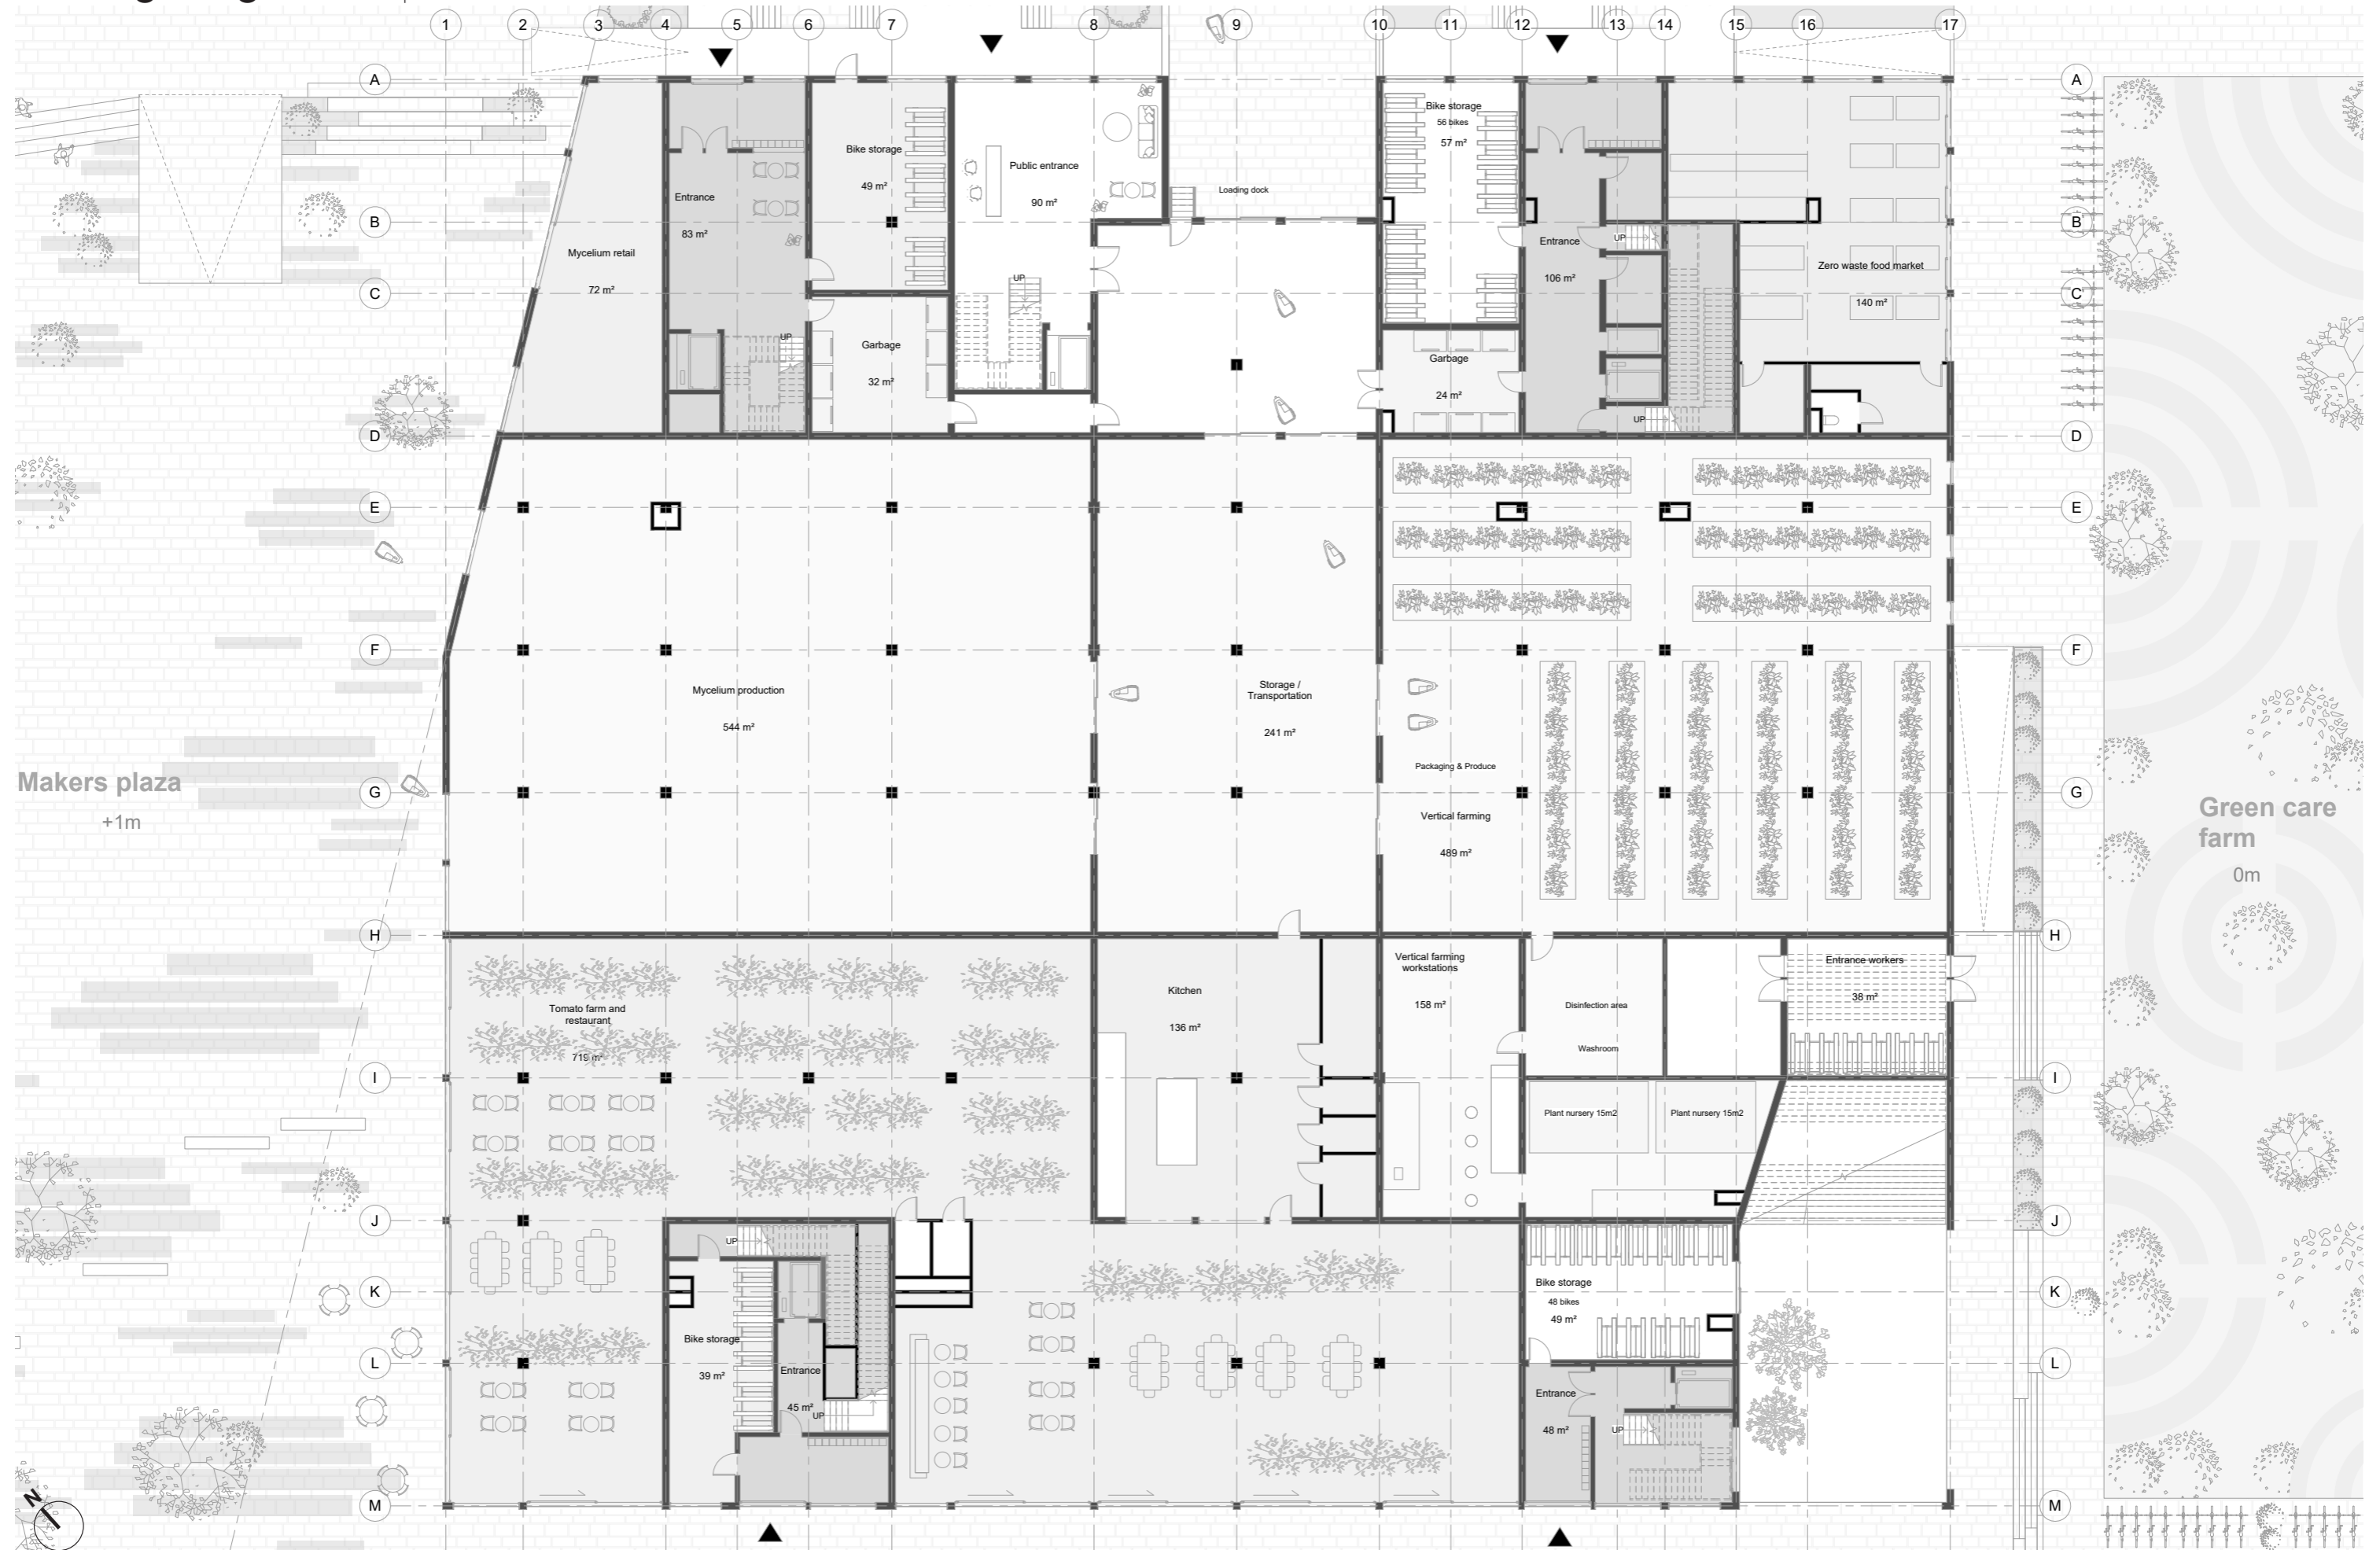 1 2 3 4 5 6 7 8 9 10 11 12 13 14 15 16 17
A A
Bike storage
56 bikes
57 m²
Bike storage
49 m²
Public entrance
90 m²
Loading dock
Entrance
83 m²
B B
UP
Entrance
106 m²
Mycelium retail
72 m²
Zero waste food market
140 m²
UP
C C
UP
Garbage
32 m²
Garbage
24 m²
UP
D D
E E
F F
Mycelium production
544 m²
Storage /
Transportation
241 m²
Packaging & Produce
Makers plaza
+1m
G G
Vertical farming
489 m²
Green care
farm
0m
H H
Vertical farming
workstations
158 m²
Entrance workers
38 m²
Kitchen
136 m²
Tomato farm and
restaurant
719 m²
Disinfection area
Washroom
I I
Plant nursery 15m2
Plant nursery 15m2
J J
UP
K K
Bike storage
48 bikes
49 m²
Bike storage
39 m²
L L
Entrance
45 m²
UP
Entrance
48 m²
UP
M M
N